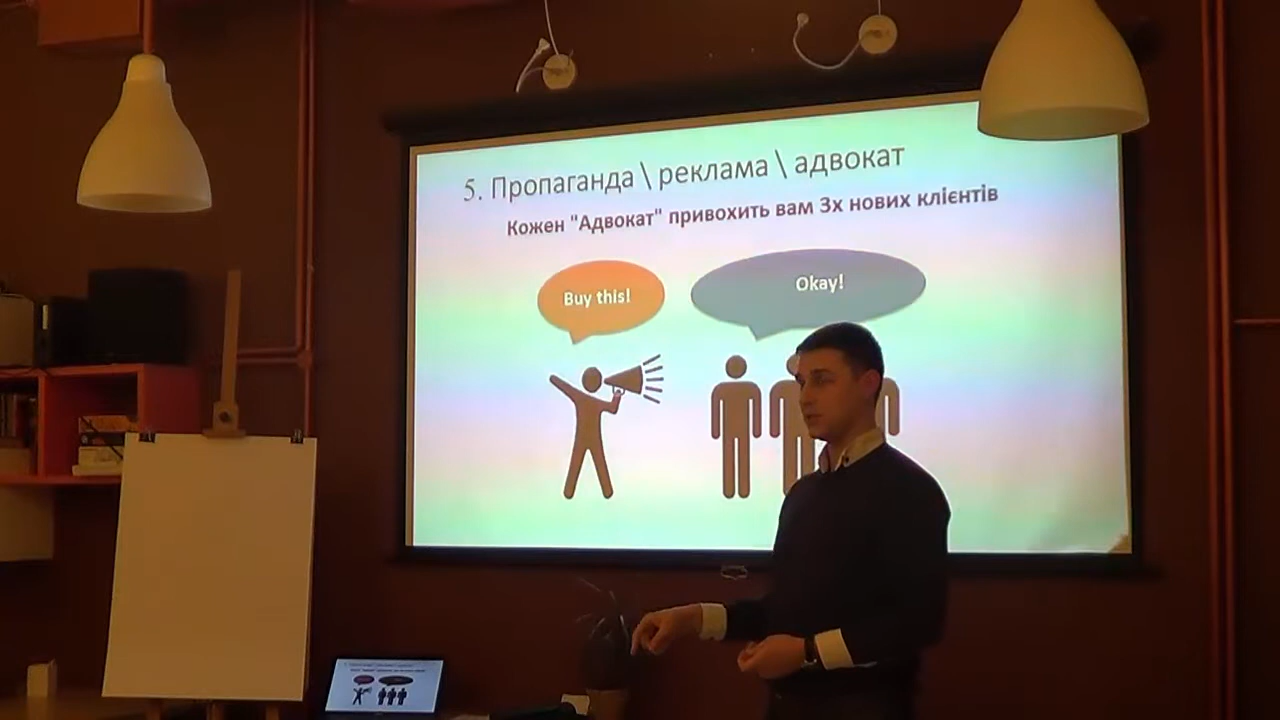 5. Пропаганда \ реклама \ адвокат
Кожен "Адвокат" привохить вам 3х нових клієнтів
Buy this!
Okay!